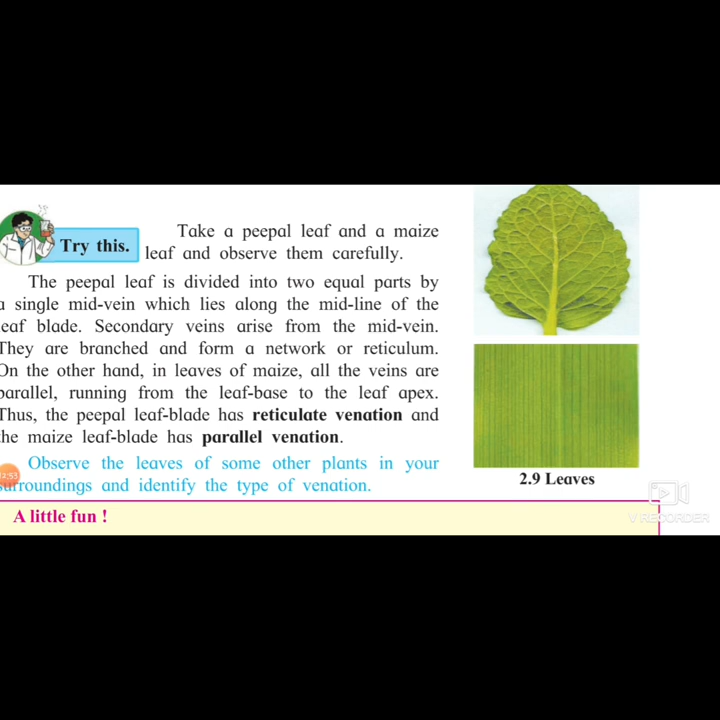 Try this.
Take a peepal leaf and a maize
leaf and observe them carefully.
The peepal leaf is divided into two equal parts by
a single mid-vein which lies along the mid-line of the
leaf blade. Secondary veins arise from the mid-vein.
They are branched and form a network or reticulum.
On the other hand, in leaves of maize, all the veins are
parallel, running from the leaf-base to the leaf apex.
Thus, the peepal leaf-blade has reticulate venation and
the maize leaf-blade has parallel venation.
Observe the leaves of some other plants in your
surroundings and identify the type of venation.
2.9 Leaves
A little fun !
V RECORDER